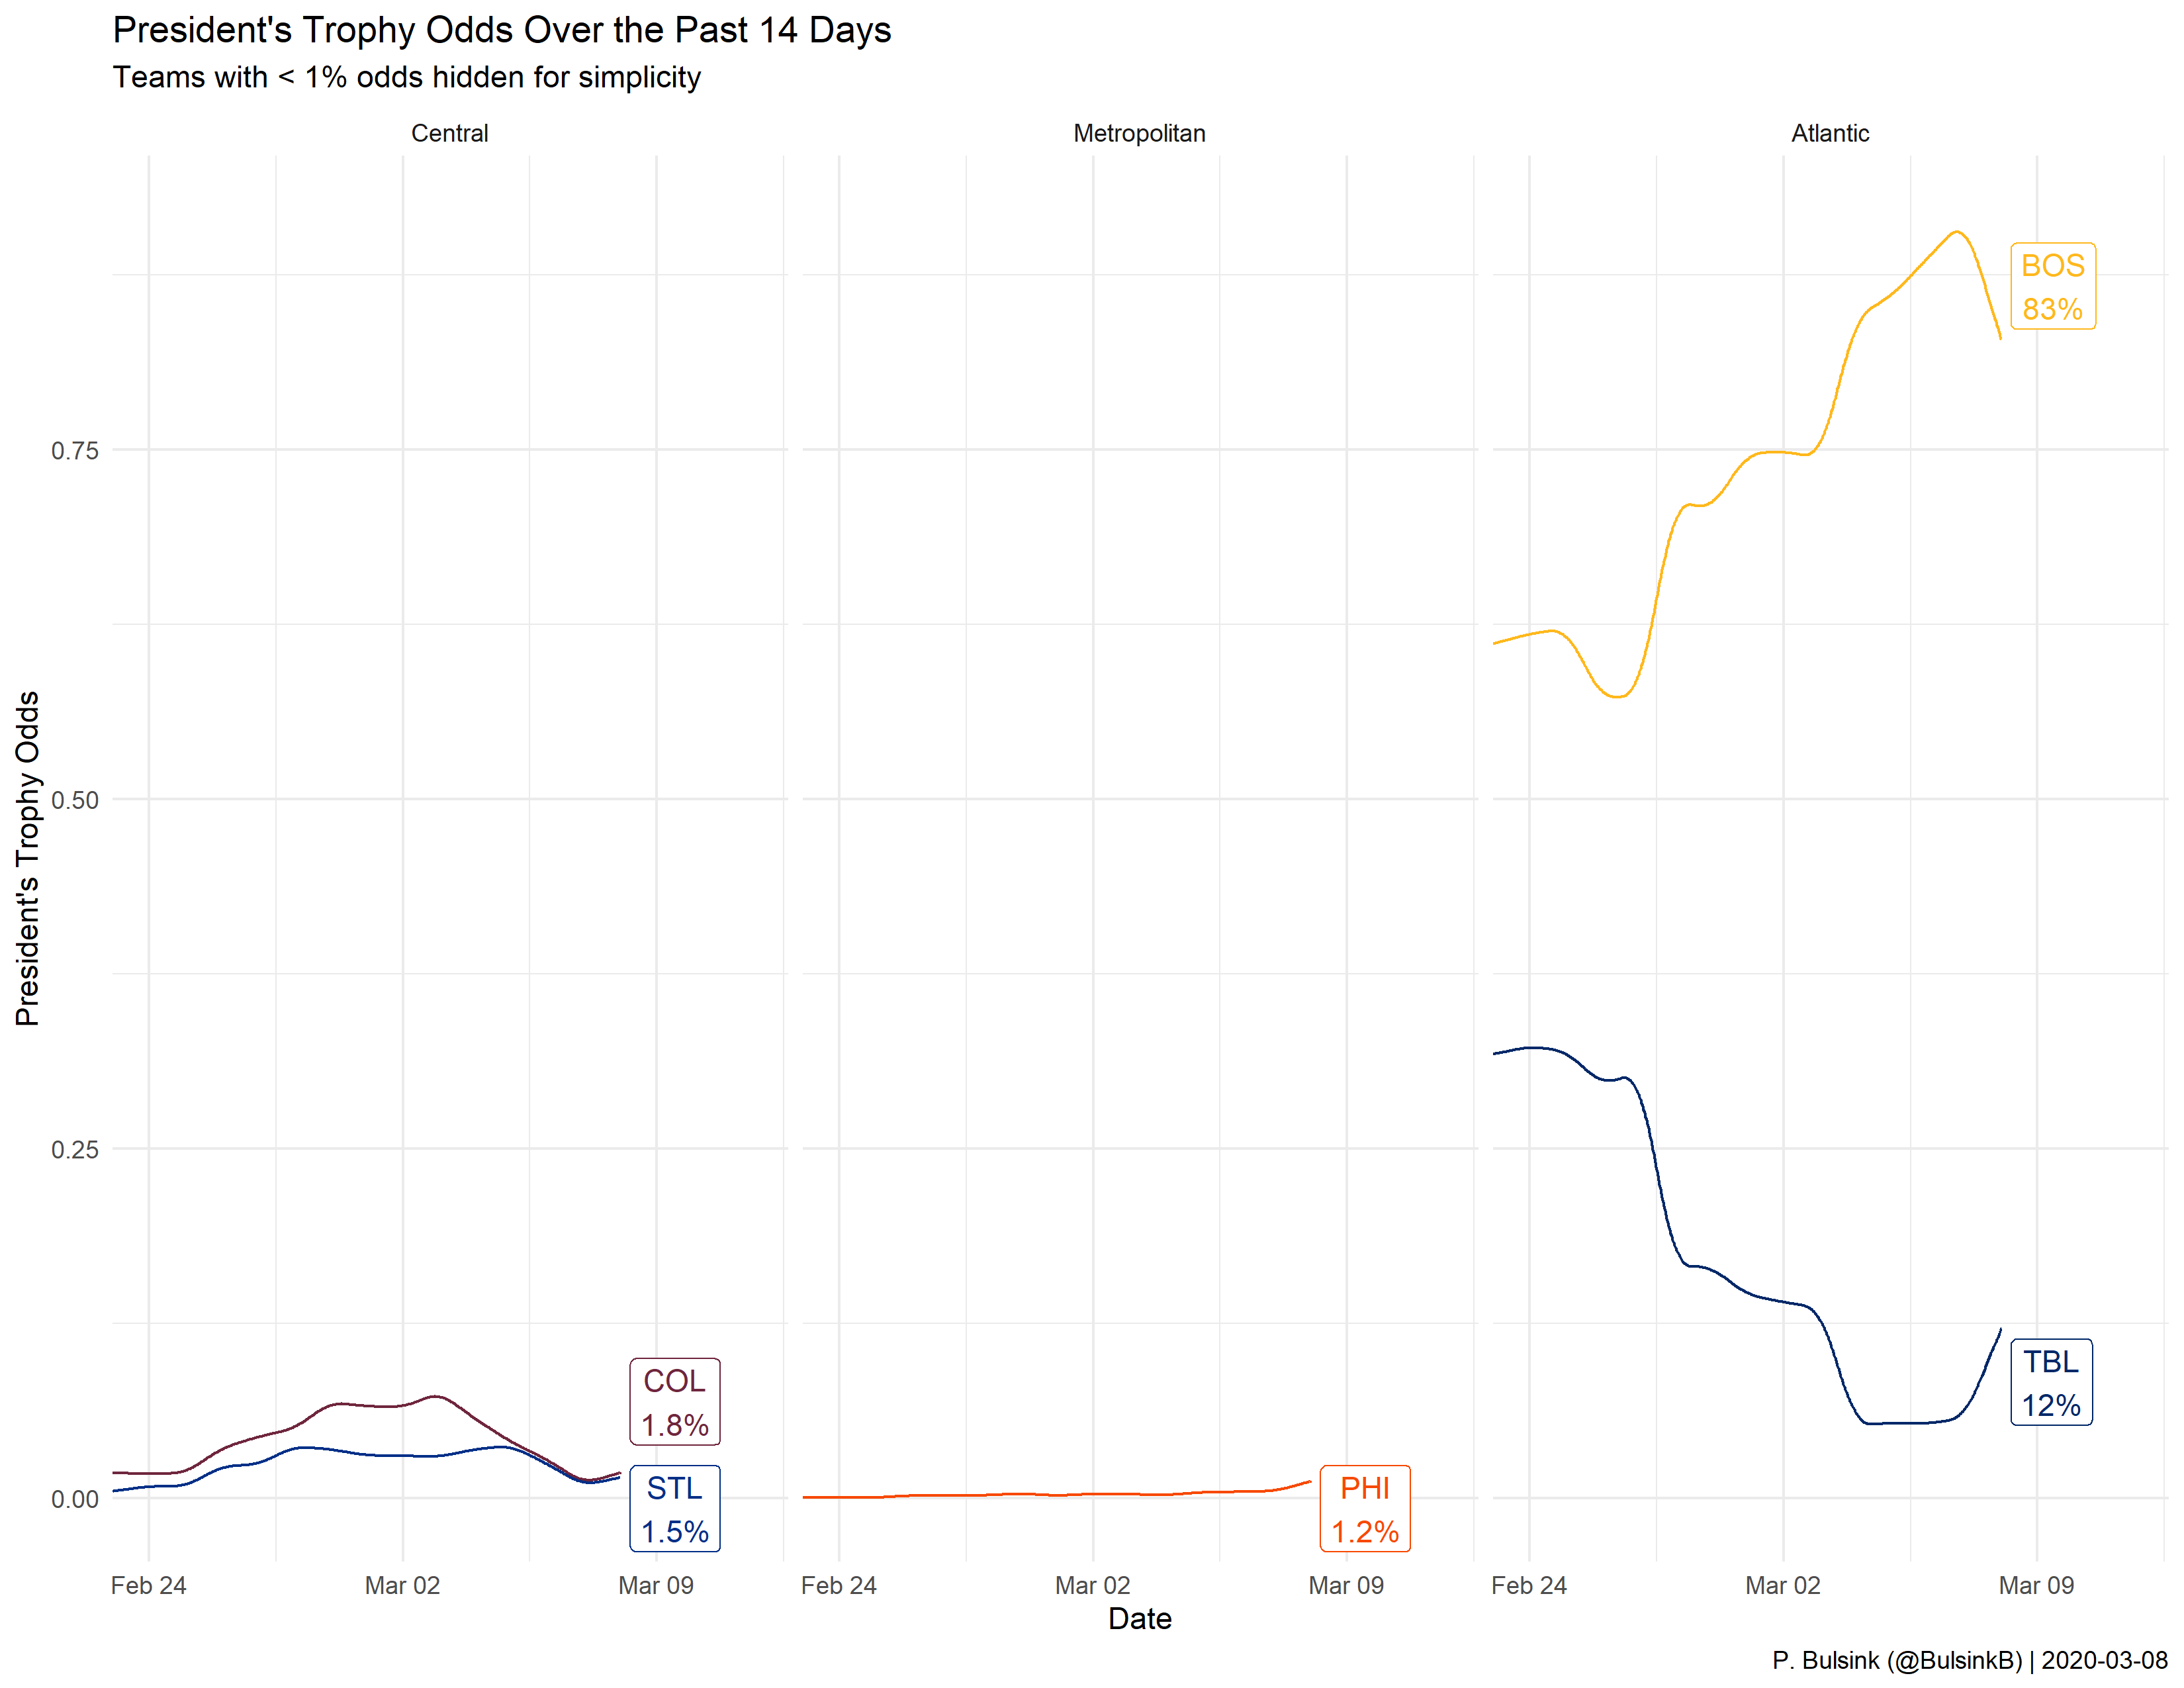 President's Trophy Odds Over the Past 14 Days
Teams with < 1% odds hidden for simplicity
Central
Metropolitan
Atlantic
President's Trophy Odds
0.75
0.50
0.25
0.00
COL
1.8%
STL
1.5%
PHI
1.2%
BOS
83%
TBL
12%
Feb 24
Mar 02
Mar 09
Feb 24
Mar 02
Mar 09
Feb 24
Mar 02
Mar 09
Date
P. Bulsink (@BulsinkB) | 2020-03-08